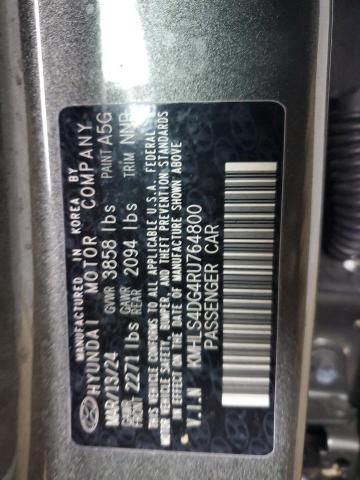 MFD BY
HYUNDAI MOTOR COMPANY
IN KOREA
MAR/13/24 GVWR 3858 lbs PAINT A5G
GAWR FRONT 2271 lbs GAWR REAR 2094 lbs TRIM NNB
THIS VEHICLE CONFORMS TO ALL APPLICABLE U.S.A. FEDERAL
MOTOR VEHICLE SAFETY, BUMPER, AND THEFT PREVENTION STANDARDS
IN EFFECT ON THE DATE OF MANUFACTURE SHOWN ABOVE
V.I.N KMHLS4DG4RU764800
PASSENGER CAR